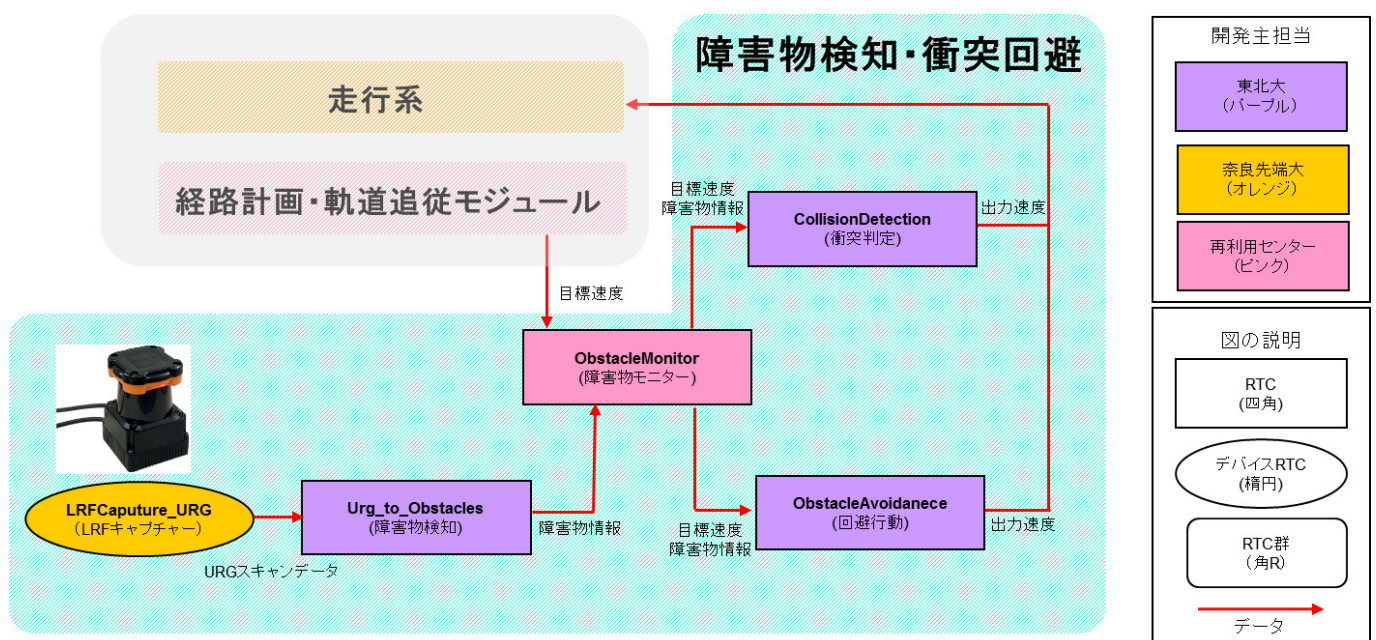 障害物検知・衝突回避
走行系
経路計画・軌道追従モジュール
目標速度
目標速度
障害物情報
CollisionDetection
(衝突判定)
出力速度
ObstacleMonitor
(障害物モニター)
LRFCaputure_URG
(LRFキャプチャー)
URGスキャンデータ
Urg_to_Obstacles
(障害物検知)
障害物情報
目標速度
障害物情報
ObstacleAvoidanece
(回避行動)
出力速度
開発主担当
東北大
(パープル)
奈良先端大
(オレンジ)
再利用センター
(ピンク)
図の説明
RTC
(四角)
デバイスRTC
(楕円)
RTC群
(角R)
データ